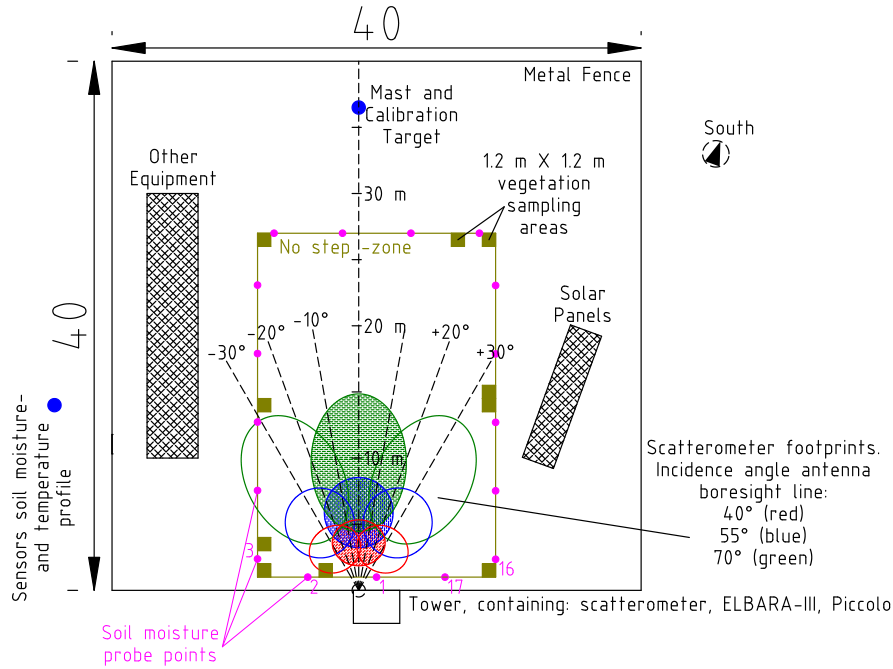 40
Metal Fence
Mast and
Calibration
Target
South
Other
Equipment
1.2 m X 1.2 m
vegetation
sampling
areas
30 m
No step -zone
40
Solar
Panels
20 m
-10°
-20°
-30°
+20°
+30°
10 m
Sensors soil moisture-
and temperature
profile
Scatterometer footprints.
Incidence angle antenna
boresight line:
40° (red)
55° (blue)
70° (green)
3
2
1
17
16
Tower, containing: scatterometer, ELBARA-III, Piccolo
Soil moisture
probe points